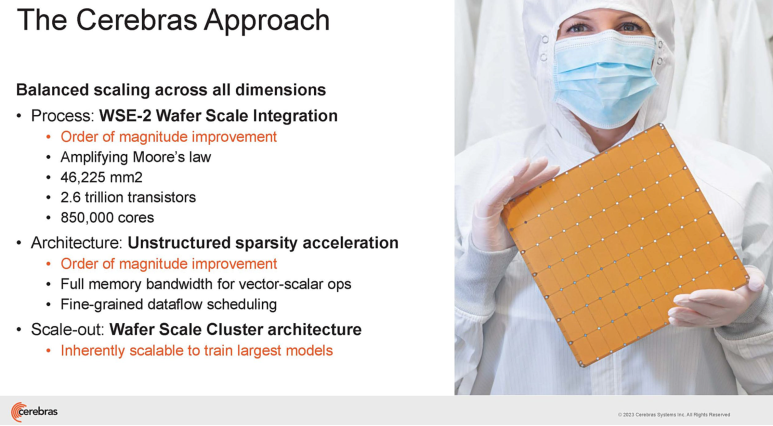 The Cerebras Approach
Balanced scaling across all dimensions
• Process: WSE-2 Wafer Scale Integration
• Order of magnitude improvement
• Amplifying Moore’s law
• 46,225 mm2
• 2.6 trillion transistors
• 850,000 cores
• Architecture: Unstructured sparsity acceleration
• Order of magnitude improvement
• Full memory bandwidth for vector-scalar ops
• Fine-grained dataflow scheduling
• Scale-out: Wafer Scale Cluster architecture
• Inherently scalable to train largest models
cerebras
© 2023 Cerebras Systems Inc. All Rights Reserved